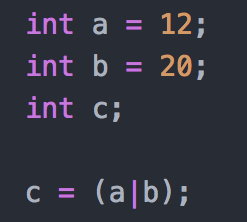 int a = 12;
int b = 20;
int c;
c = (a|b);